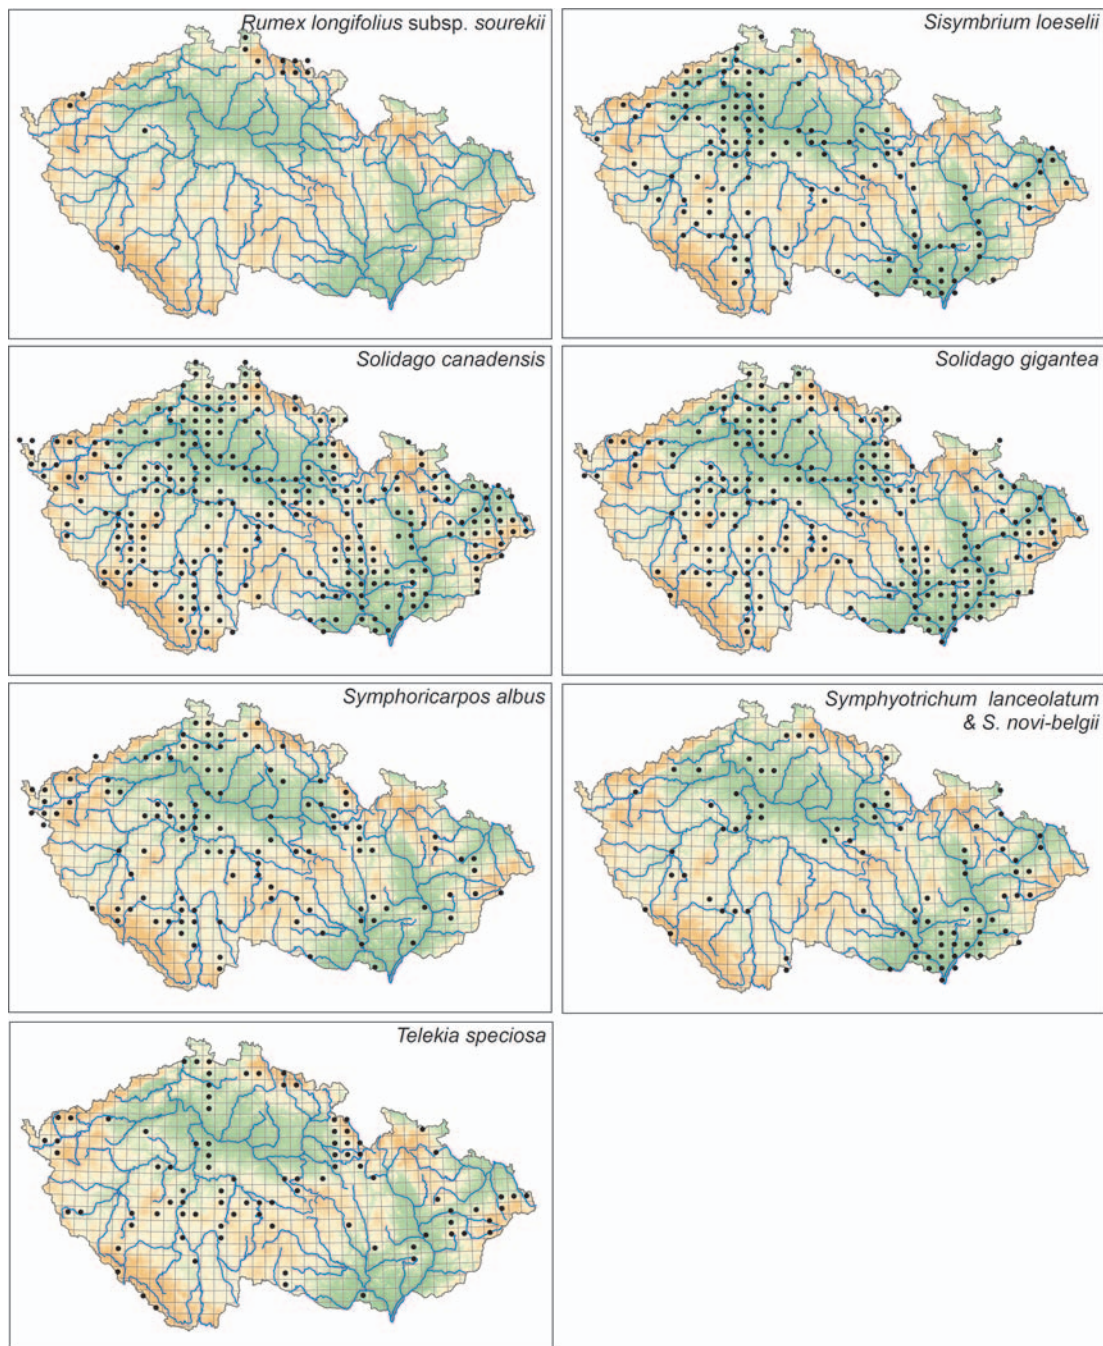 Rumex longifolius subsp. sourekii
Sisymbrium loeselii
Solidago canadensis
Solidago gigantea
Symphoricarpos albus
Symphyotrichum lanceolatum
& S. novi-belgii
Telekia speciosa